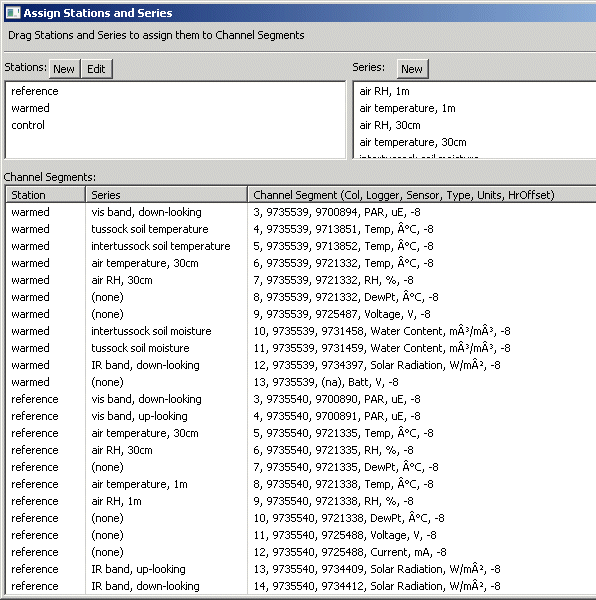 Assign Stations and Series
Drag Stations and Series to assign them to Channel Segments
Stations: New Edit
Series: New
reference
warmed
control
air RH, 1m
air temperature, 1m
air RH, 30cm
air temperature, 30cm
intertussock soil moisture
Channel Segments:
Station Series Channel Segment (Col, Logger, Sensor, Type, Units, HrOffset)
warmed vis band, down-looking 3, 9735539, 9700894, PAR, uE, -8
warmed tussock soil temperature 4, 9735539, 9713851, Temp, Â°C, -8
warmed intertussock soil temperature 5, 9735539, 9713852, Temp, Â°C, -8
warmed air temperature, 30cm 6, 9735539, 9721332, Temp, Â°C, -8
warmed air RH, 30cm 7, 9735539, 9721332, RH, %, -8
warmed (none) 8, 9735539, 9721332, DewPt, Â°C, -8
warmed (none) 9, 9735539, 9725487, Voltage, V, -8
warmed intertussock soil moisture 10, 9735539, 9731458, Water Content, mÂ³/mÂ³, -8
warmed tussock soil moisture 11, 9735539, 9731459, Water Content, mÂ³/mÂ³, -8
warmed IR band, down-looking 12, 9735539, 9734397, Solar Radiation, W/mÂ², -8
warmed (none) 13, 9735539, (na), Batt, V, -8
reference vis band, down-looking 3, 9735540, 9700890, PAR, uE, -8
reference vis band, up-looking 4, 9735540, 9700891, PAR, uE, -8
reference air temperature, 30cm 5, 9735540, 9721335, Temp, Â°C, -8
reference air RH, 30cm 6, 9735540, 9721335, RH, %, -8
reference (none) 7, 9735540, 9721335, DewPt, Â°C, -8
reference air temperature, 1m 8, 9735540, 9721338, Temp, Â°C, -8
reference air RH, 1m 9, 9735540, 9721338, RH, %, -8
reference (none) 10, 9735540, 9721338, DewPt, Â°C, -8
reference (none) 11, 9735540, 9725488, Voltage, V, -8
reference (none) 12, 9735540, 9725488, Current, mA, -8
reference IR band, up-looking 13, 9735540, 9734409, Solar Radiation, W/mÂ², -8
reference IR band, down-looking 14, 9735540, 9734412, Solar Radiation, W/mÂ², -8